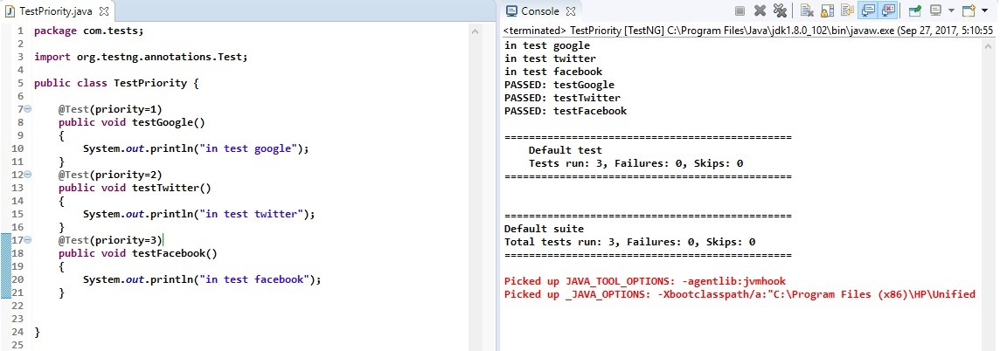 TestPriority.java
1 package com.tests;
2
3 import org.testng.annotations.Test;
4
5 public class TestPriority {
6
7 @Test(priority=1)
8 public void testGoogle()
9 {
10 System.out.println("in test google");
11 }
12 @Test(priority=2)
13 public void testTwitter()
14 {
15 System.out.println("in test twitter");
16 }
17 @Test(priority=3)
18 public void testFacebook()
19 {
20 System.out.println("in test facebook");
21 }
22
23
24 }
25
Console
<terminated> TestPriority [TestNG] C:\Program Files\Java\jdk1.8.0_102\bin\javaw.exe (Sep 27, 2017, 5:10:55
in test google
in test twitter
in test facebook
PASSED: testGoogle
PASSED: testTwitter
PASSED: testFacebook
===============================================
Default test
Tests run: 3, Failures: 0, Skips: 0
===============================================
===============================================
Default suite
Total tests run: 3, Failures: 0, Skips: 0
===============================================
Picked up JAVA_TOOL_OPTIONS: -agentlib:jvmhook
Picked up _JAVA_OPTIONS: -Xbootclasspath/a:"C:\Program Files (x86)\HP\Unified